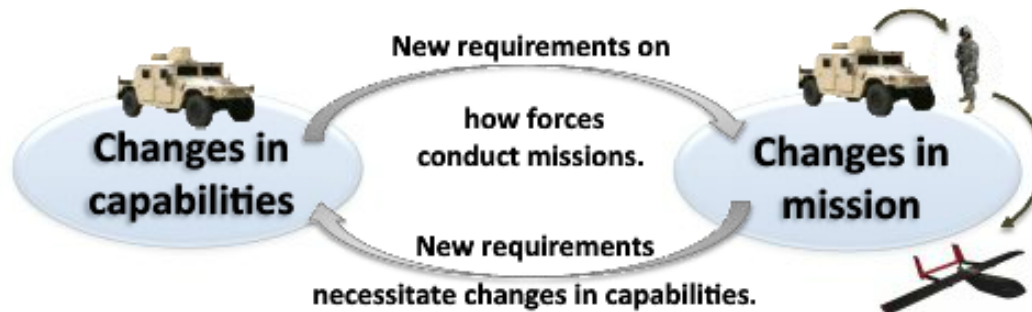 New requirements on
how forces
conduct missions.
Changes in
capabilities
Changes in
mission
New requirements
necessitate changes in capabilities.